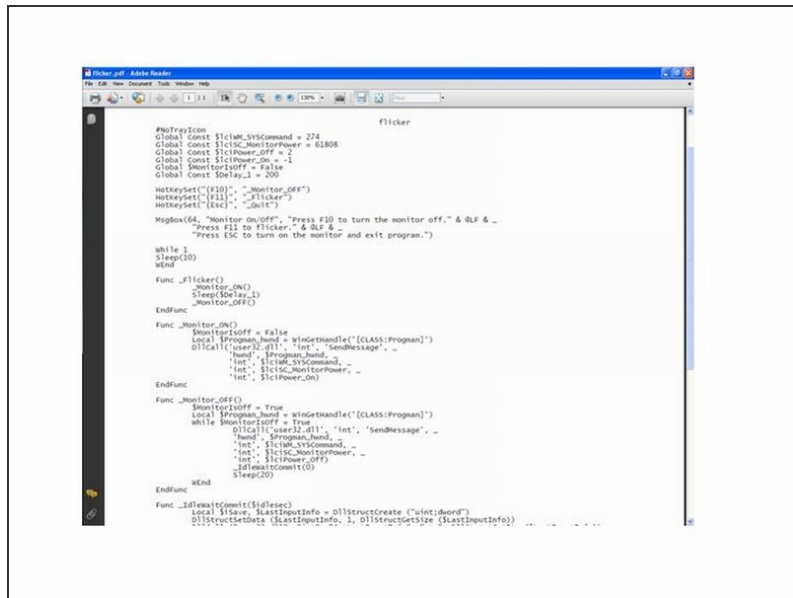 flicker.pdf - Adobe Reader
File Edit View Document Tools Window Help
1 / 1 130% Find
flicker
#NoTrayIcon
Global Const $lciWM_SYSCommand = 274
Global Const $lciSC_MonitorPower = 61808
Global Const $lciPower_Off = 2
Global Const $lciPower_On = -1
Global $MonitorIsOff = False
Global Const $Delay_1 = 200
HotKeySet("{F10}", "_Monitor_OFF")
HotKeySet("{F11}", "_Flicker")
HotKeySet("{Esc}", "_Quit")
MsgBox(64, "Monitor On/Off", "Press F10 to turn the monitor off." & @LF & _
"Press F11 to flicker." & @LF & _
"Press ESC to turn on the monitor and exit program.")
While 1
Sleep(10)
WEnd
Func _Flicker()
_Monitor_ON()
Sleep($Delay_1)
_Monitor_OFF()
EndFunc
Func _Monitor_ON()
$MonitorIsOff = False
Local $Progman_hwnd = WinGetHandle('[CLASS:Progman]')
DllCall('user32.dll', 'int', 'SendMessage', _
'hwnd', $Progman_hwnd, _
'int', $lciWM_SYSCommand, _
'int', $lciSC_MonitorPower, _
'int', $lciPower_On)
EndFunc
Func _Monitor_OFF()
$MonitorIsOff = True
Local $Progman_hwnd = WinGetHandle('[CLASS:Progman]')
While $MonitorIsOff = True
DllCall('user32.dll', 'int', 'SendMessage', _
'hwnd', $Progman_hwnd, _
'int', $lciWM_SYSCommand, _
'int', $lciSC_MonitorPower, _
'int', $lciPower_Off)
_IdleWaitCommit(0)
Sleep(20)
WEnd
EndFunc
Func _IdleWaitCommit($idlesec)
Local $iSave, $LastInputInfo = DllStructCreate ("uint;dword")
DllStructSetData ($LastInputInfo, 1, DllStructGetSize ($LastInputInfo))